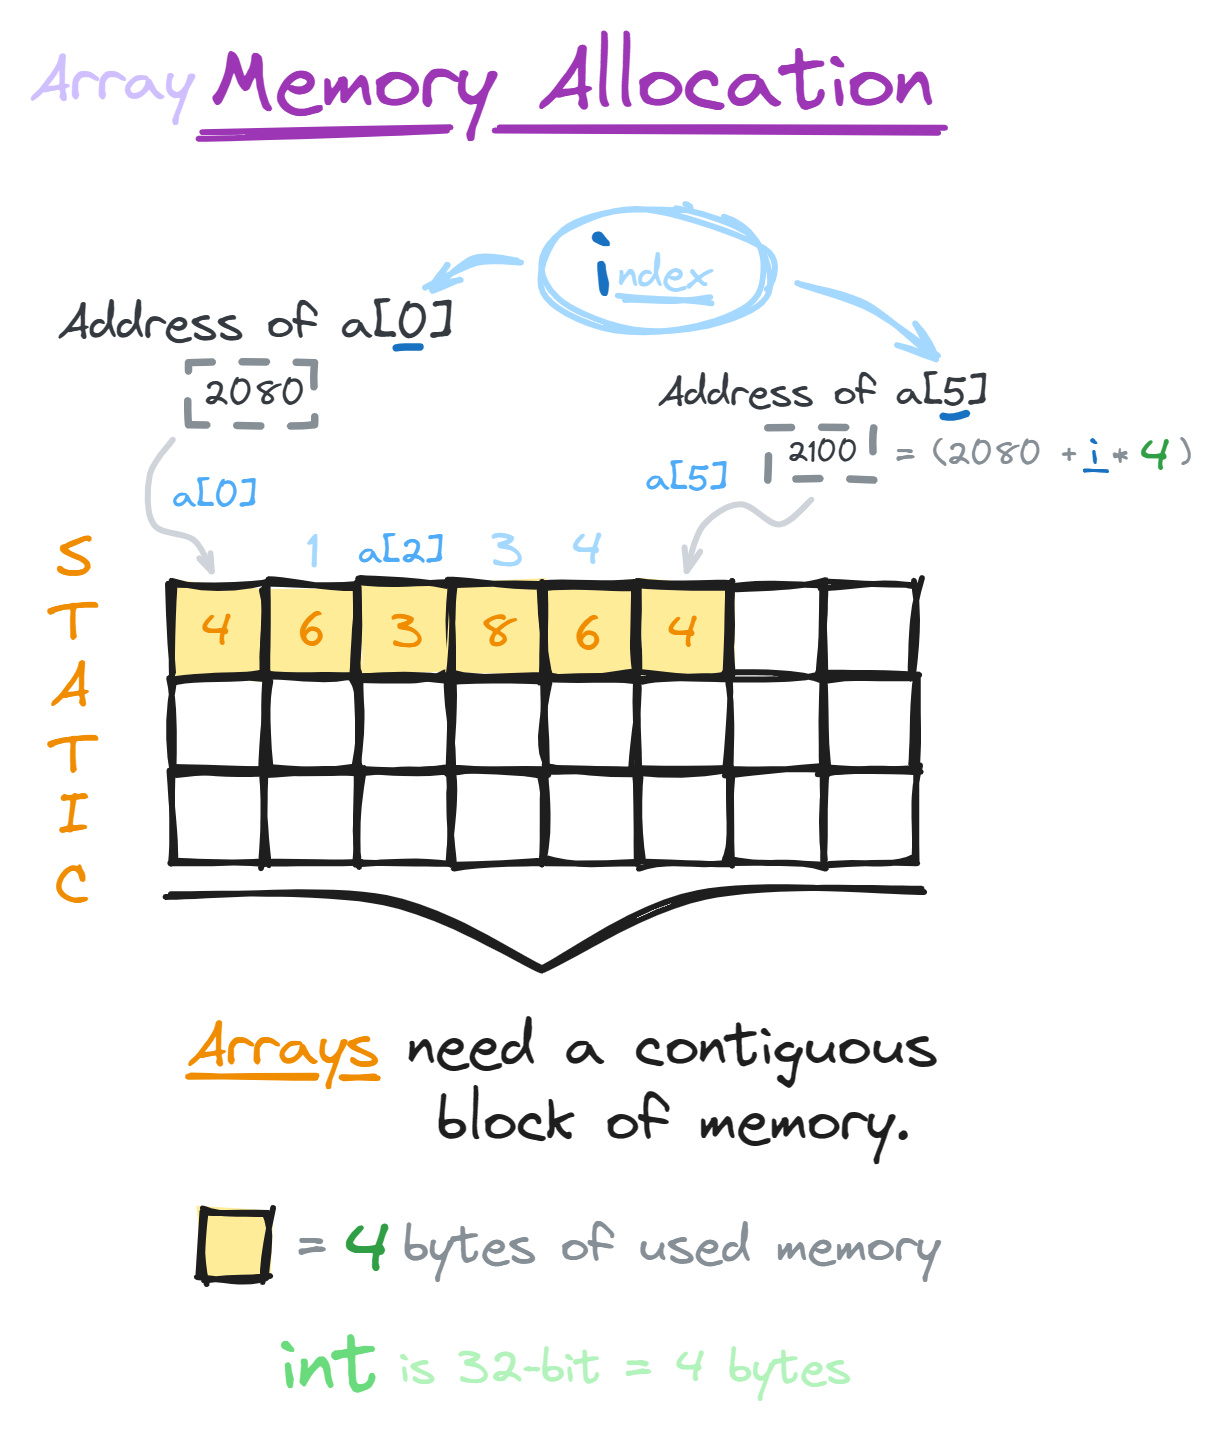 Array Memory Allocation
index
Address of a[0]
2080
Address of a[5]
2100 = (2080 + i * 4)
a[0]
a[5]
1 a[2] 3 4
STATIC
4 6 3 8 6 4
Arrays need a contiguous
block of memory.
= 4 bytes of used memory
int is 32-bit = 4 bytes